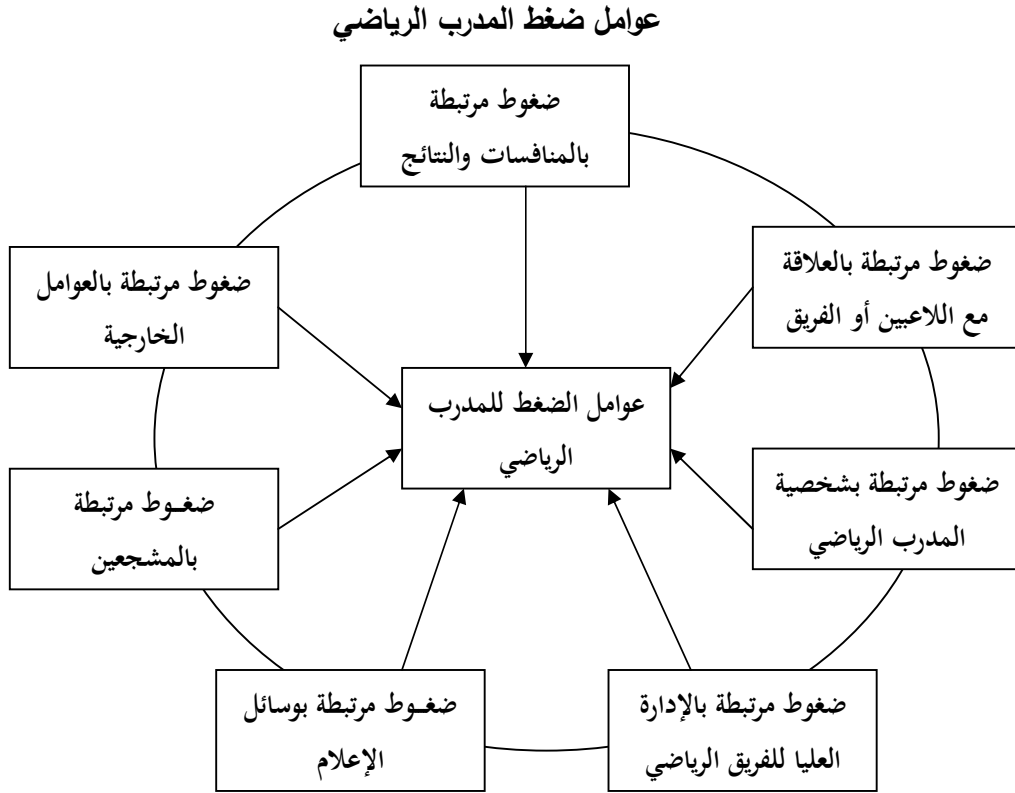 عوامل ضغط المدرب الرياضي
ضغوط مرتبطة
بالمنافسات والنتائج
ضغوط مرتبطة بالعلاقة
مع اللاعبين أو الفريق
ضغوط مرتبطة بالعوامل
الخارجية
عوامل الضغط للمدرب
الرياضي
ضغوط مرتبطة بشخصية
المدرب الرياضي
ضغـوط مرتبطة
بالمشجعين
ضغوط مرتبطة بالإدارة
العليا للفريق الرياضي
ضغـوط مرتبطة بوسائل
الإعلام